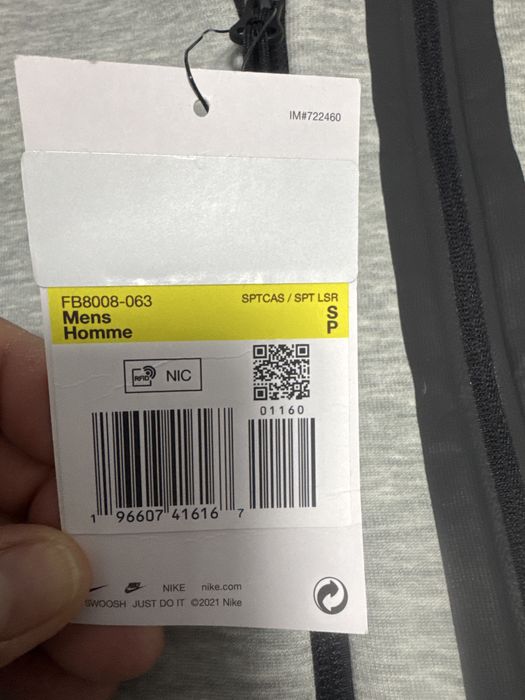 IM#722460
FB8008-063 SPTCAS / SPT LSR
Mens S
Homme P
RFID NIC
01160
1 96607 41616 7
NIKE nike.com
SWOOSH JUST DO IT ©2021 Nike